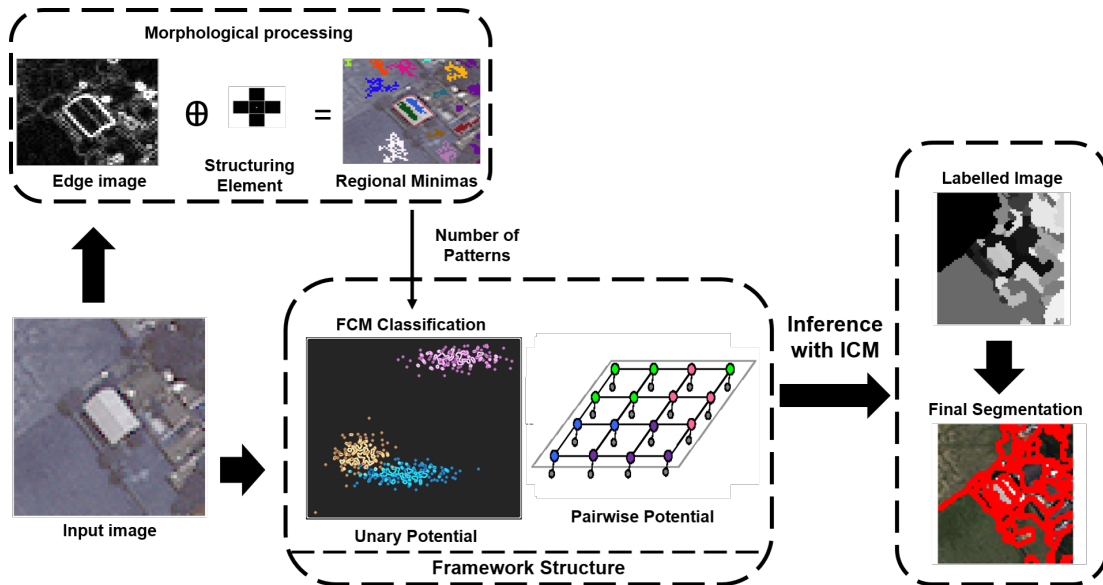 Morphological processing
⊕
=
Edge image
Structuring
Element
Regional Minimas
Number of
Patterns
Input image
FCM Classification
Unary Potential
Pairwise Potential
Framework Structure
Inference
with ICM
Labelled Image
Final Segmentation